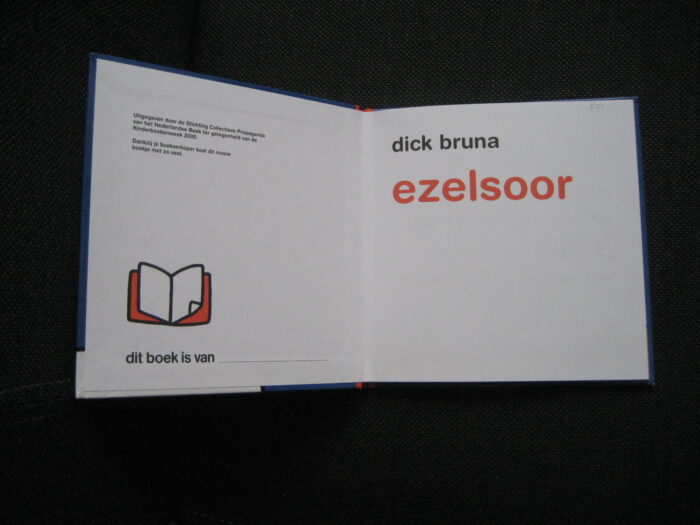 Uitgegeven door de Stichting Collectieve Propaganda
van het Nederlandse Boek ter gelegenheid van de
Kinderboekenweek 2000.
Dankzij je boekverkoper kost dit mooie
boekje niet zo veel.
dit boek is van
dick bruna
ezelsoor